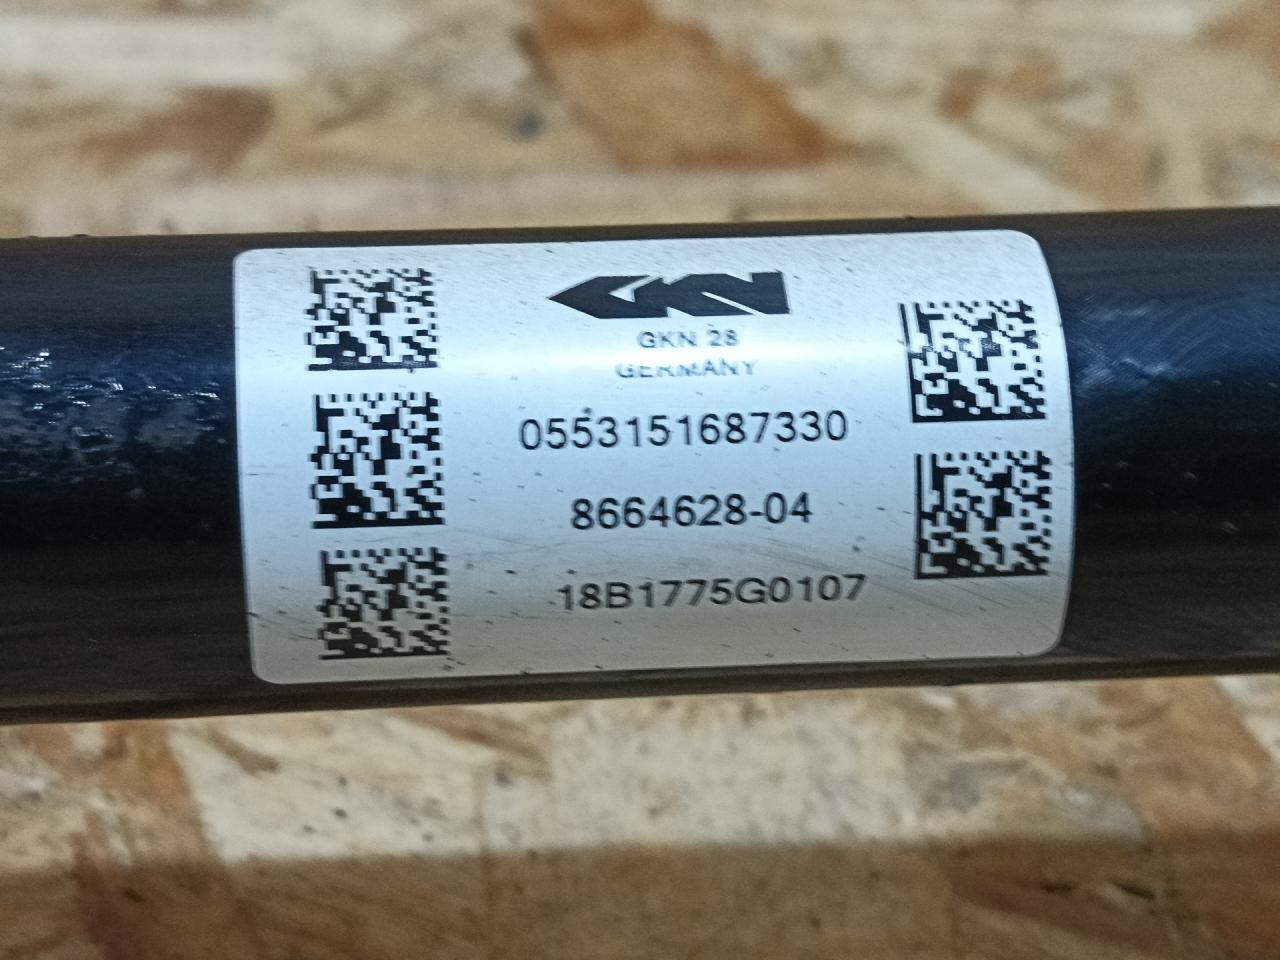 GKN
GKN 28
GERMANY
0553151687330
8664628-04
18B1775G0107